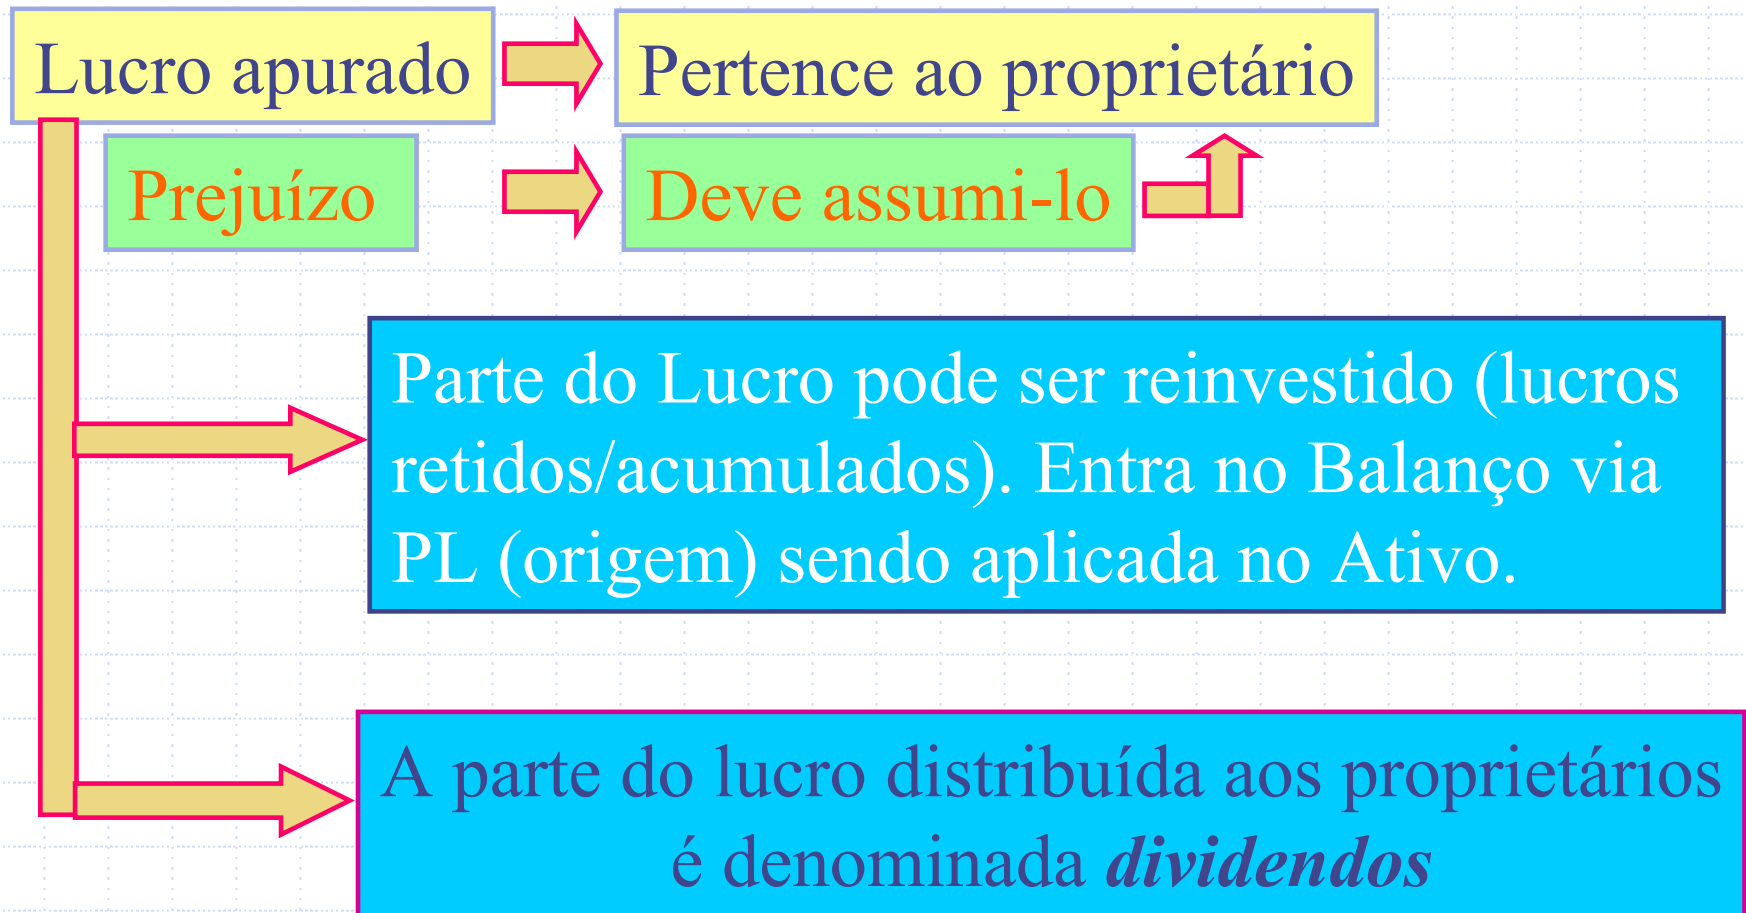 Lucro apurado
Pertence ao proprietário
Prejuízo
Deve assumi-lo
Parte do Lucro pode ser reinvestido (lucros
retidos/acumulados). Entra no Balanço via
PL (origem) sendo aplicada no Ativo.
A parte do lucro distribuída aos proprietários
é denominada dividendos